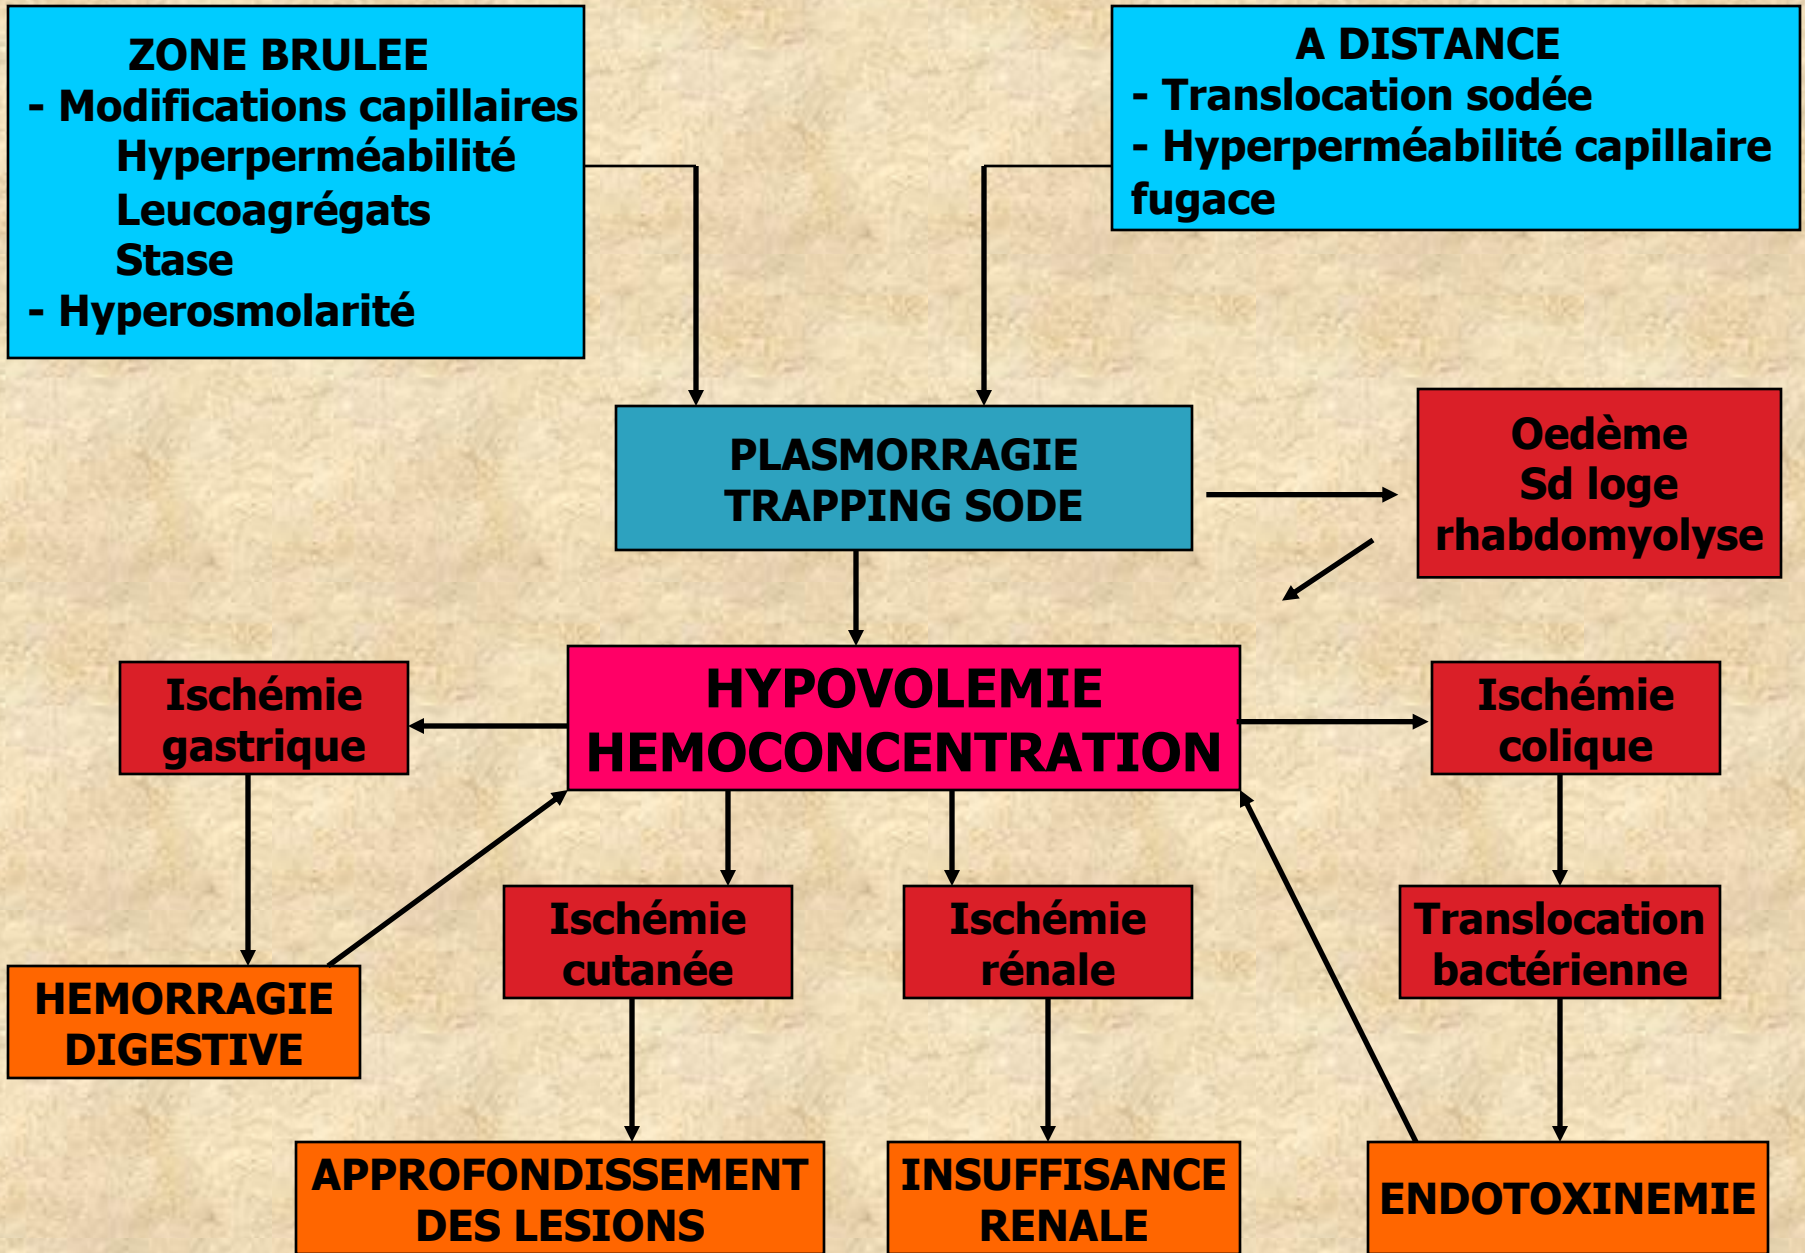 ZONE BRULEE
- Modifications capillaires
Hyperperméabilité
Leucoagrégats
Stase
- Hyperosmolarité
A DISTANCE
- Translocation sodée
- Hyperperméabilité capillaire
fugace
PLASMORRAGIE
TRAPPING SODE
Oedème
Sd loge
rhabdomyolyse
HYPOVOLEMIE
HEMOCONCENTRATION
Ischémie
gastrique
Ischémie
colique
Ischémie
cutanée
Ischémie
rénale
Translocation
bactérienne
HEMORRAGIE
DIGESTIVE
APPROFONDISSEMENT
DES LESIONS
INSUFFISANCE
RENALE
ENDOTOXINEMIE